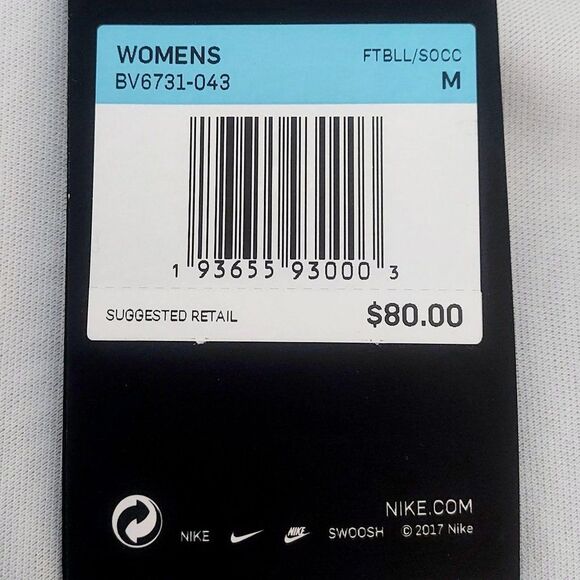 WOMENS FTBLL/SOCC
BV6731-043 M
1 93655 93000 3
SUGGESTED RETAIL $80.00
NIKE.COM
NIKE NIKE SWOOSH © 2017 Nike